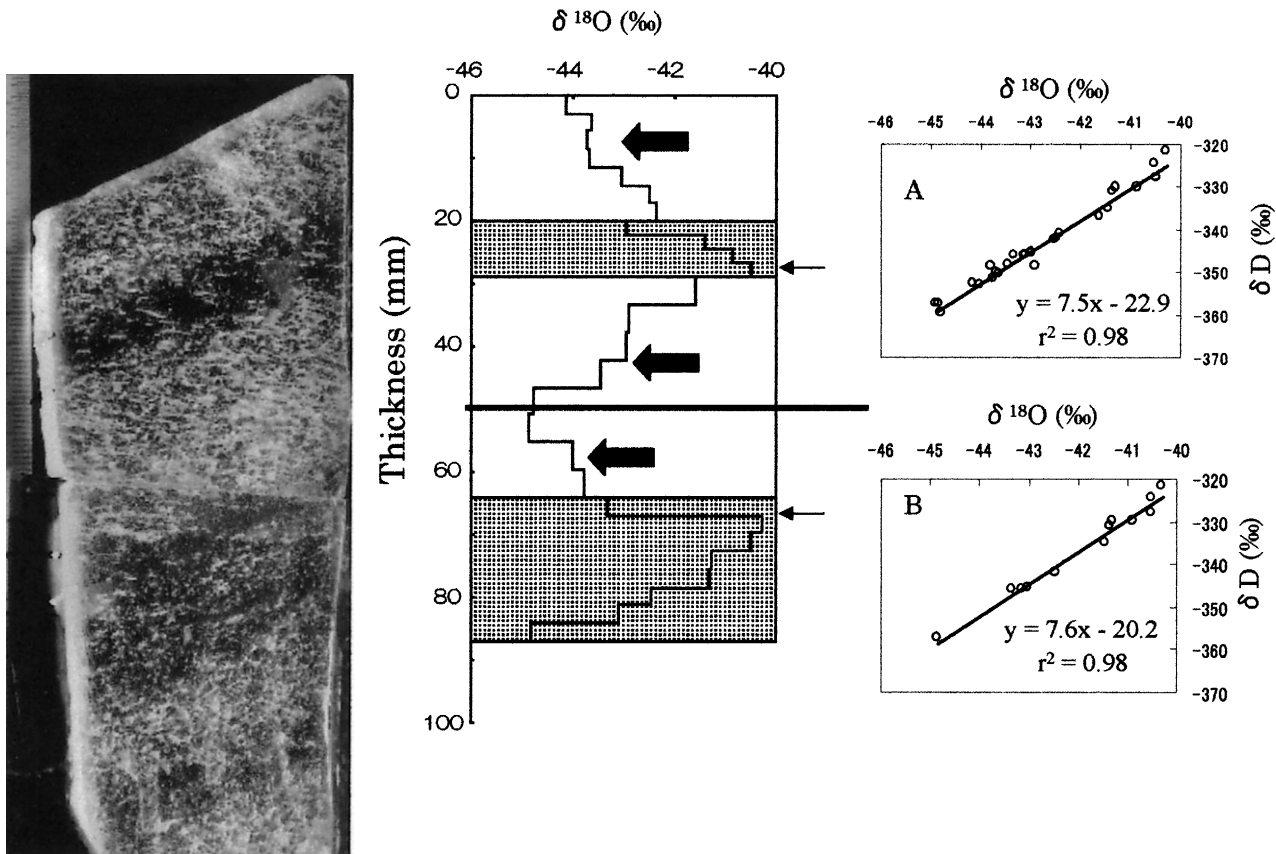 δ ¹⁸O (‰)
-46 -44 -42 -40
0
20
40
60
80
100
Thickness (mm)
δ ¹⁸O (‰)
-46 -45 -44 -43 -42 -41 -40
-320
-330
-340
-350
-360
-370
δ D (‰)
A
y = 7.5x - 22.9
r² = 0.98
δ ¹⁸O (‰)
-46 -45 -44 -43 -42 -41 -40
-320
-330
-340
-350
-360
-370
δ D (‰)
B
y = 7.6x - 20.2
r² = 0.98